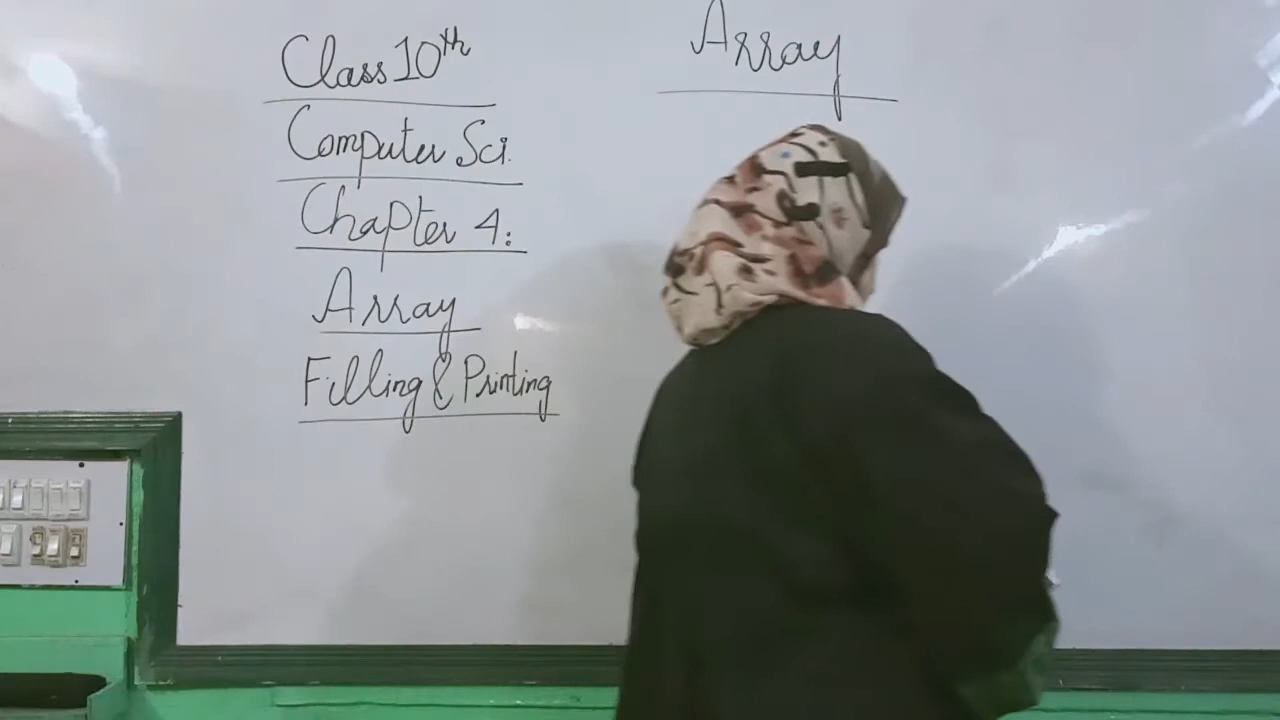 Class 10th
Computer Sci.
Chapter 4:
Array
Filling & Printing
Array